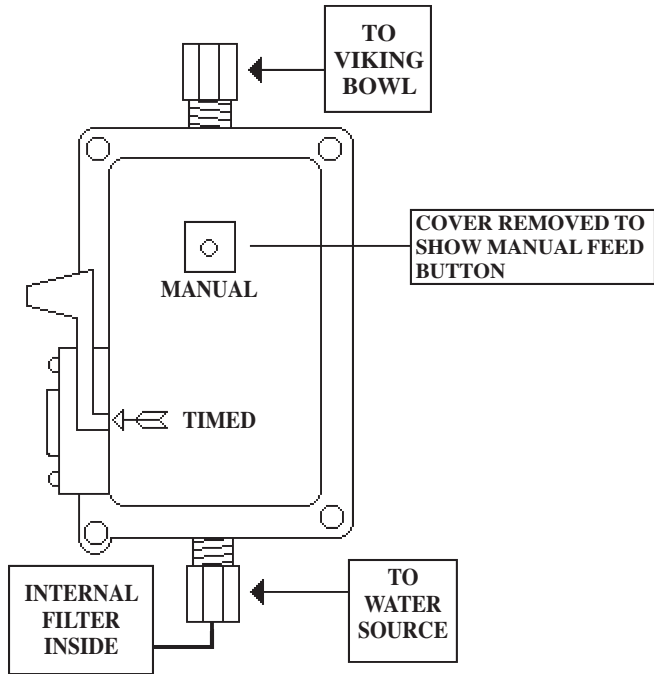 TO
VIKING
BOWL
COVER REMOVED TO
SHOW MANUAL FEED
BUTTON
MANUAL
TIMED
INTERNAL
FILTER
INSIDE
TO
WATER
SOURCE